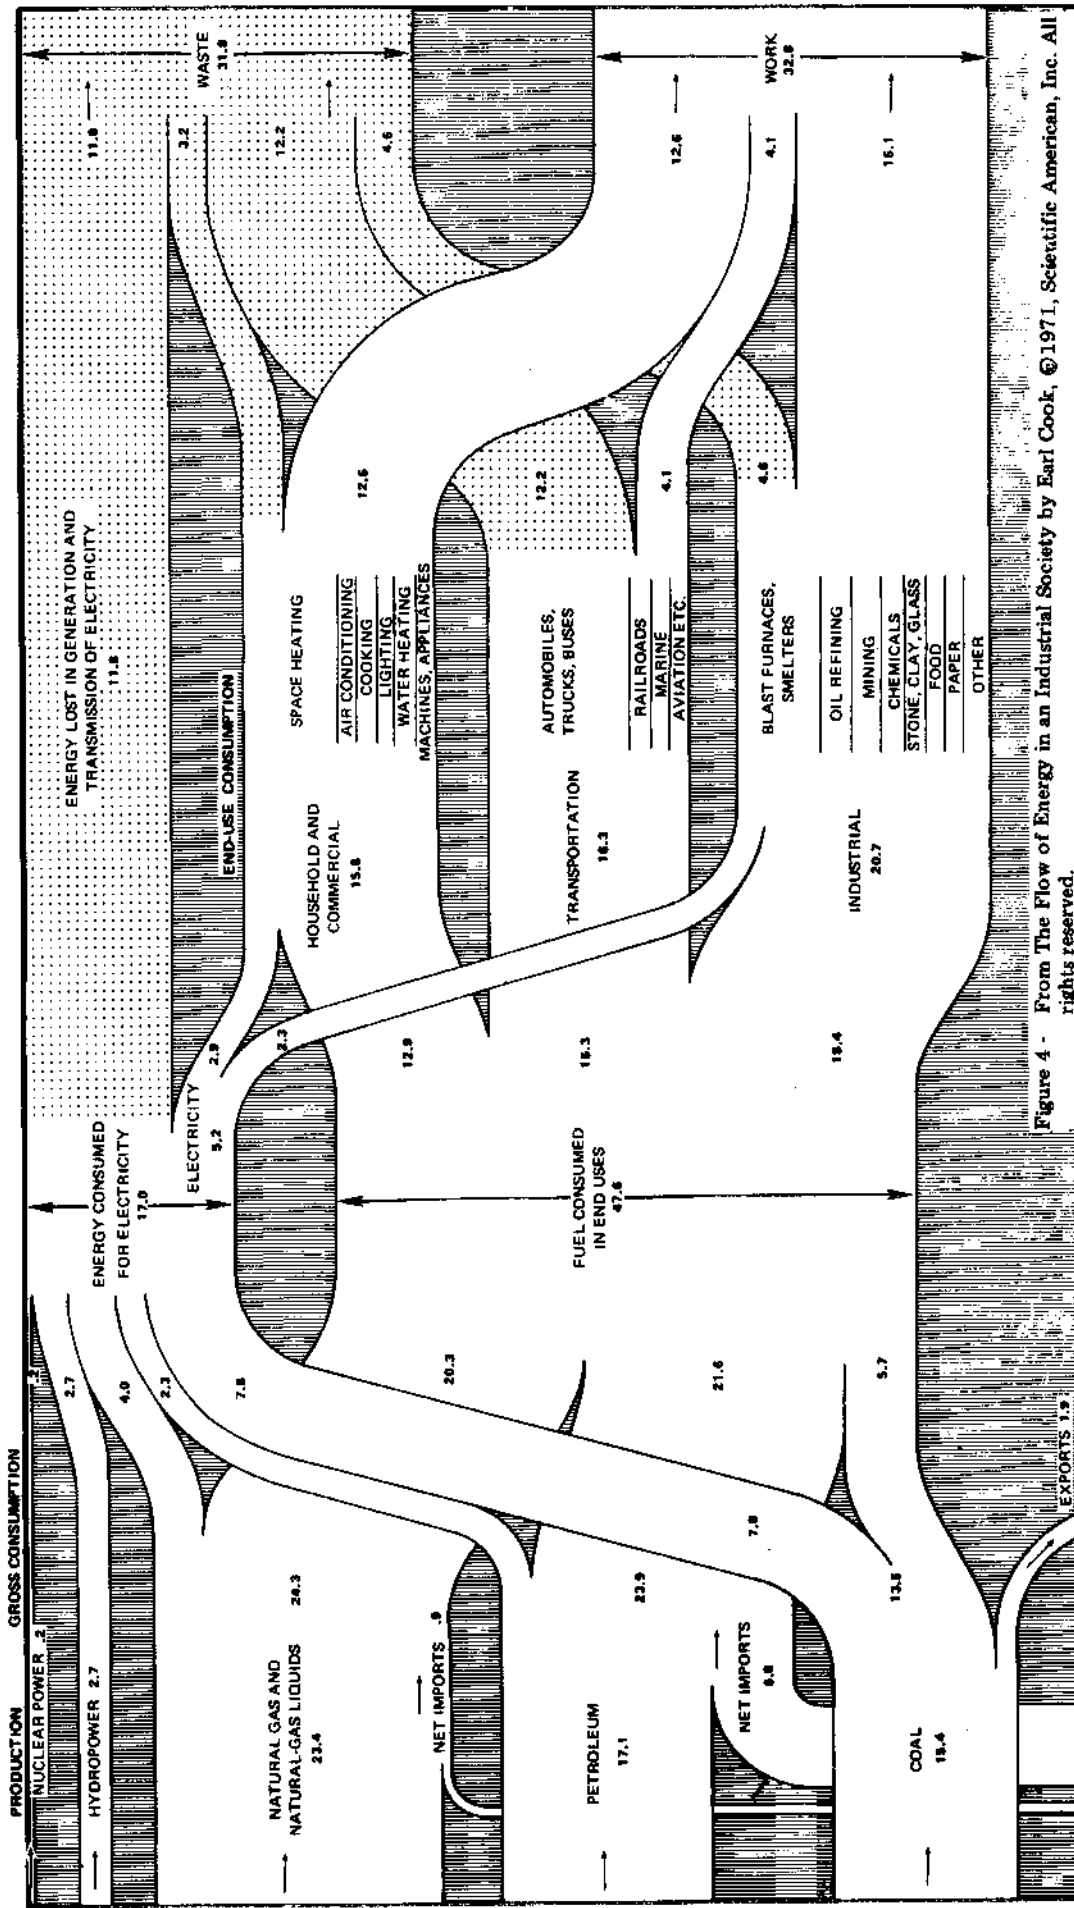 PRODUCTION
GROSS CONSUMPTION
NUCLEAR POWER .2
.2
HYDROPOWER 2.7
2.7
4.0
2.3
7.8
NATURAL GAS AND
NATURAL-GAS LIQUIDS
23.4
24.3
20.3
NET IMPORTS .9
PETROLEUM
17.1
23.9
21.6
NET IMPORTS
6.8
7.8
COAL
15.4
13.5
5.7
EXPORTS 1.9
ENERGY CONSUMED
FOR ELECTRICITY
17.0
ELECTRICITY
5.2
2.9
2.3
FUEL CONSUMED
IN END USES
47.6
12.9
16.3
18.4
ENERGY LOST IN GENERATION AND
TRANSMISSION OF ELECTRICITY
11.8
END-USE CONSUMPTION
HOUSEHOLD AND
COMMERCIAL
15.8
SPACE HEATING
AIR CONDITIONING
COOKING
LIGHTING
WATER HEATING
MACHINES, APPLIANCES
12.6
TRANSPORTATION
16.3
AUTOMOBILES,
TRUCKS, BUSES
12.2
RAILROADS
MARINE
AVIATION ETC.
4.1
INDUSTRIAL
20.7
BLAST FURNACES,
SMELTERS
4.6
OIL REFINING
MINING
CHEMICALS
STONE, CLAY, GLASS
FOOD
PAPER
OTHER
11.8
3.2
12.2
4.6
WASTE
31.8
12.6
4.1
16.1
WORK
32.8
Figure 4 - From The Flow of Energy in an Industrial Society by Earl Cook, ©1971, Scientific American, Inc. All
rights reserved.